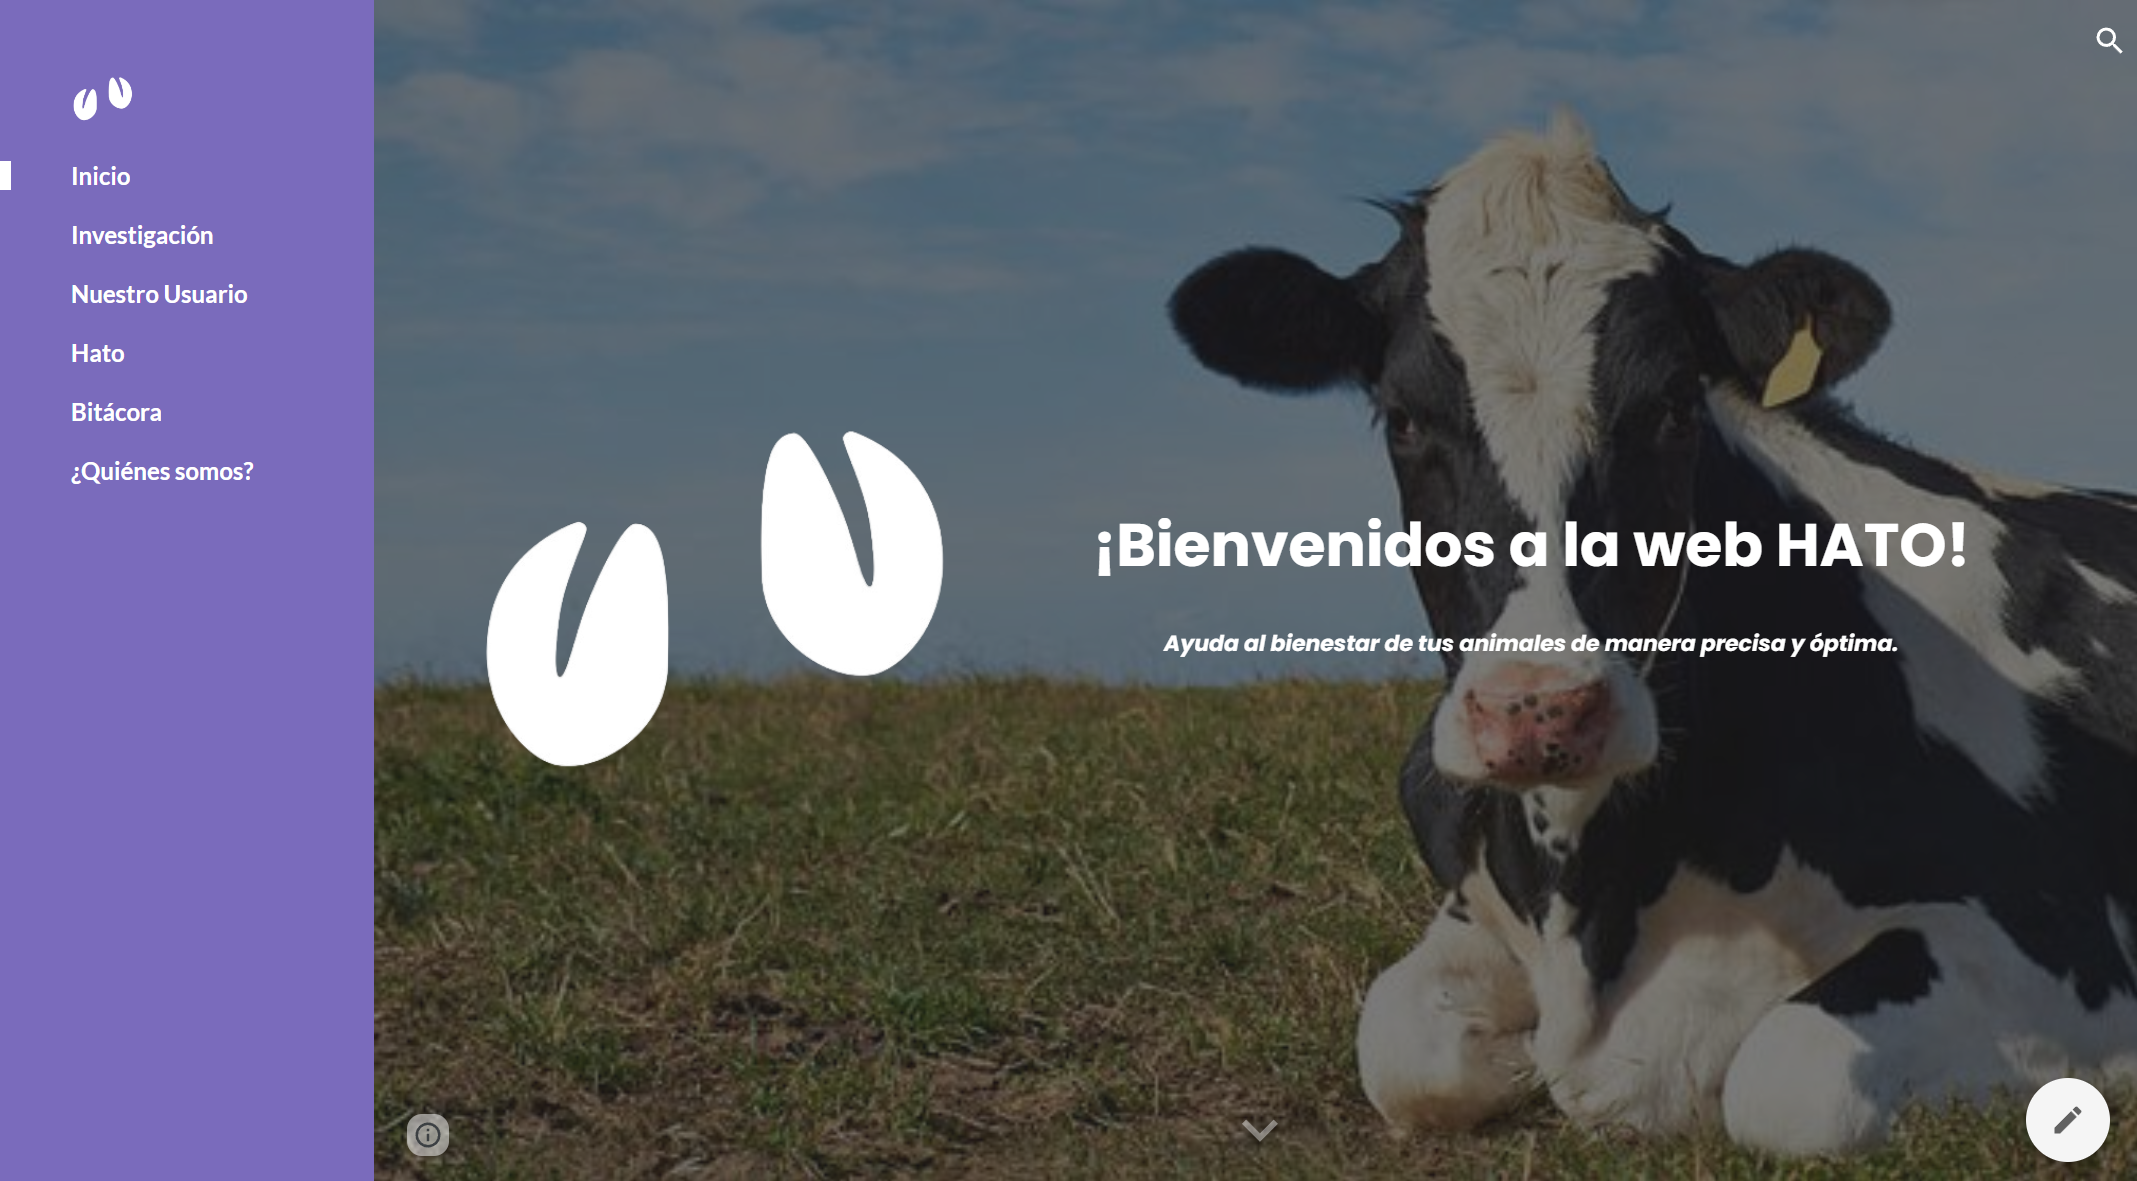 Inicio
Investigación
Nuestro Usuario
Hato
Bitácora
¿Quiénes somos?
¡Bienvenidos a la web HATO!
Ayuda al bienestar de tus animales de manera precisa y óptima.